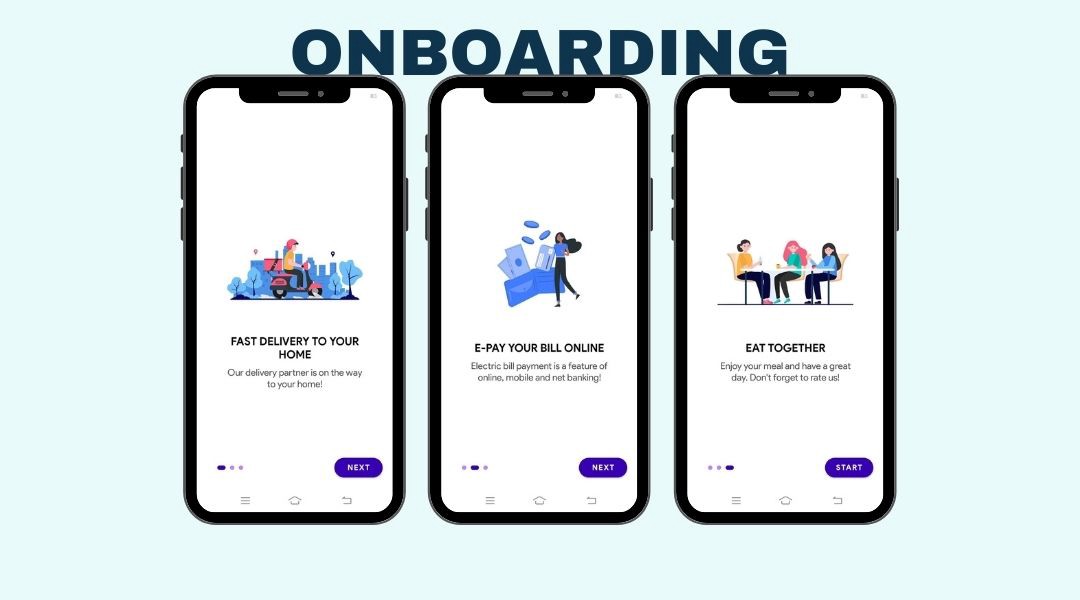 ONBOARDING
FAST DELIVERY TO YOUR
HOME
Our delivery partner is on the way
to your home!
NEXT
E-PAY YOUR BILL ONLINE
Electric bill payment is a feature of
online, mobile and net banking!
NEXT
EAT TOGETHER
Enjoy your meal and have a great
day. Don't forget to rate us!
START